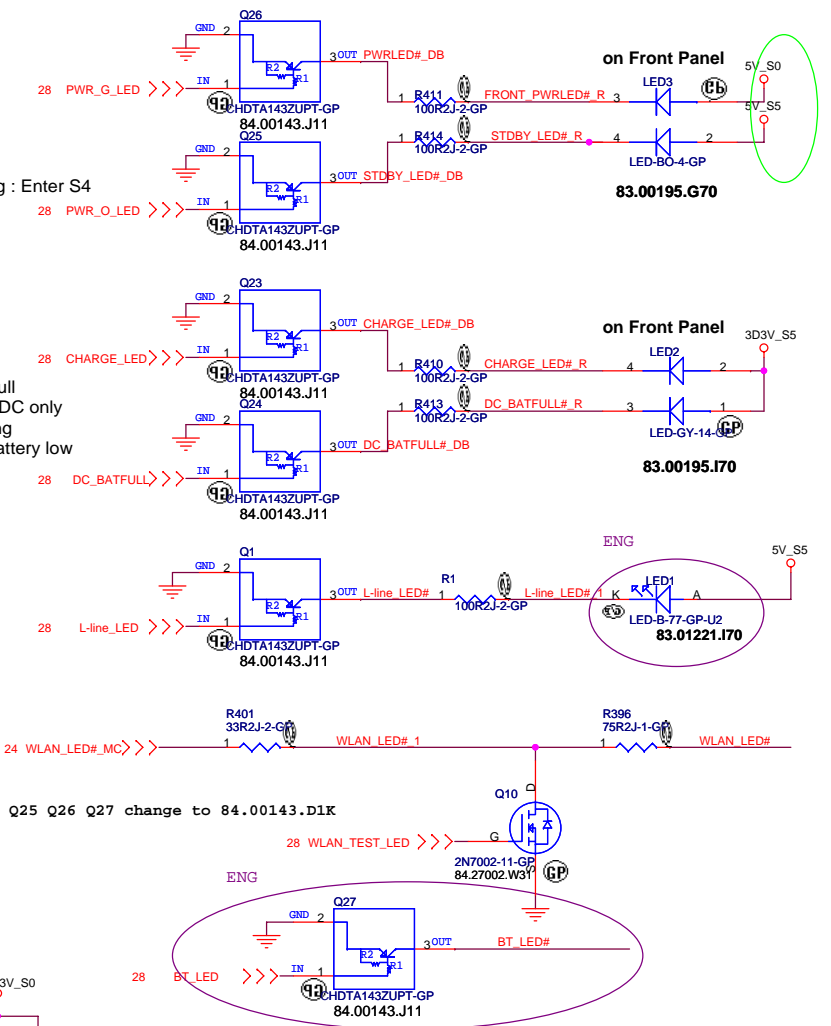 Q26
GND 2
3 OUT PWRLED#_DB
R2
R1
28 PWR_G_LED
IN 1
CHDTA143ZUPT-GP
84.00143.J11
1 R411
100R2J-2-GP
FRONT_PWRLED#_R 3
on Front Panel
LED3
5V_S0
5V_S5
Q25
GND 2
3 OUT STDBY_LED#_DB
R2
R1
g : Enter S4
28 PWR_O_LED
IN 1
CHDTA143ZUPT-GP
84.00143.J11
1 R414
100R2J-2-GP
STDBY_LED#_R 4
2
LED-BO-4-GP
83.00195.G70
Q23
GND 2
3 OUT CHARGE_LED#_DB
R2
R1
28 CHARGE_LED
IN 1
CHDTA143ZUPT-GP
84.00143.J11
1 R410
100R2J-2-GP
CHARGE_LED#_R 4
on Front Panel
LED2
2
3D3V_S5
ull
DC only
ng
attery low
Q24
GND 2
3 OUT DC_BATFULL#_DB
R2
R1
28 DC_BATFULL
IN 1
CHDTA143ZUPT-GP
84.00143.J11
1 R413
100R2J-2-GP
DC_BATFULL#_R 3
1
LED-GY-14-GP
GP
83.00195.I70
Q1
GND 2
3 OUT L-line_LED# 1
R2
R1
28 L-line_LED
IN 1
CHDTA143ZUPT-GP
84.00143.J11
R1
100R2J-2-GP
L-line_LED#_1
ENG
K LED1 A
LED-B-77-GP-U2
83.01221.I70
5V_S5
R401
33R2J-2-GP
24 WLAN_LED#_MC
1
WLAN_LED#_1
R396
75R2J-1-GP
1
WLAN_LED#
Q25 Q26 Q27 change to 84.00143.D1K
Q10
D
28 WLAN_TEST_LED
G
S
2N7002-11-GP
84.27002.W31
GP
ENG
Q27
GND 2
3 OUT BT_LED#
R2
R1
28 BT_LED
IN 1
CHDTA143ZUPT-GP
84.00143.J11
3V_S0